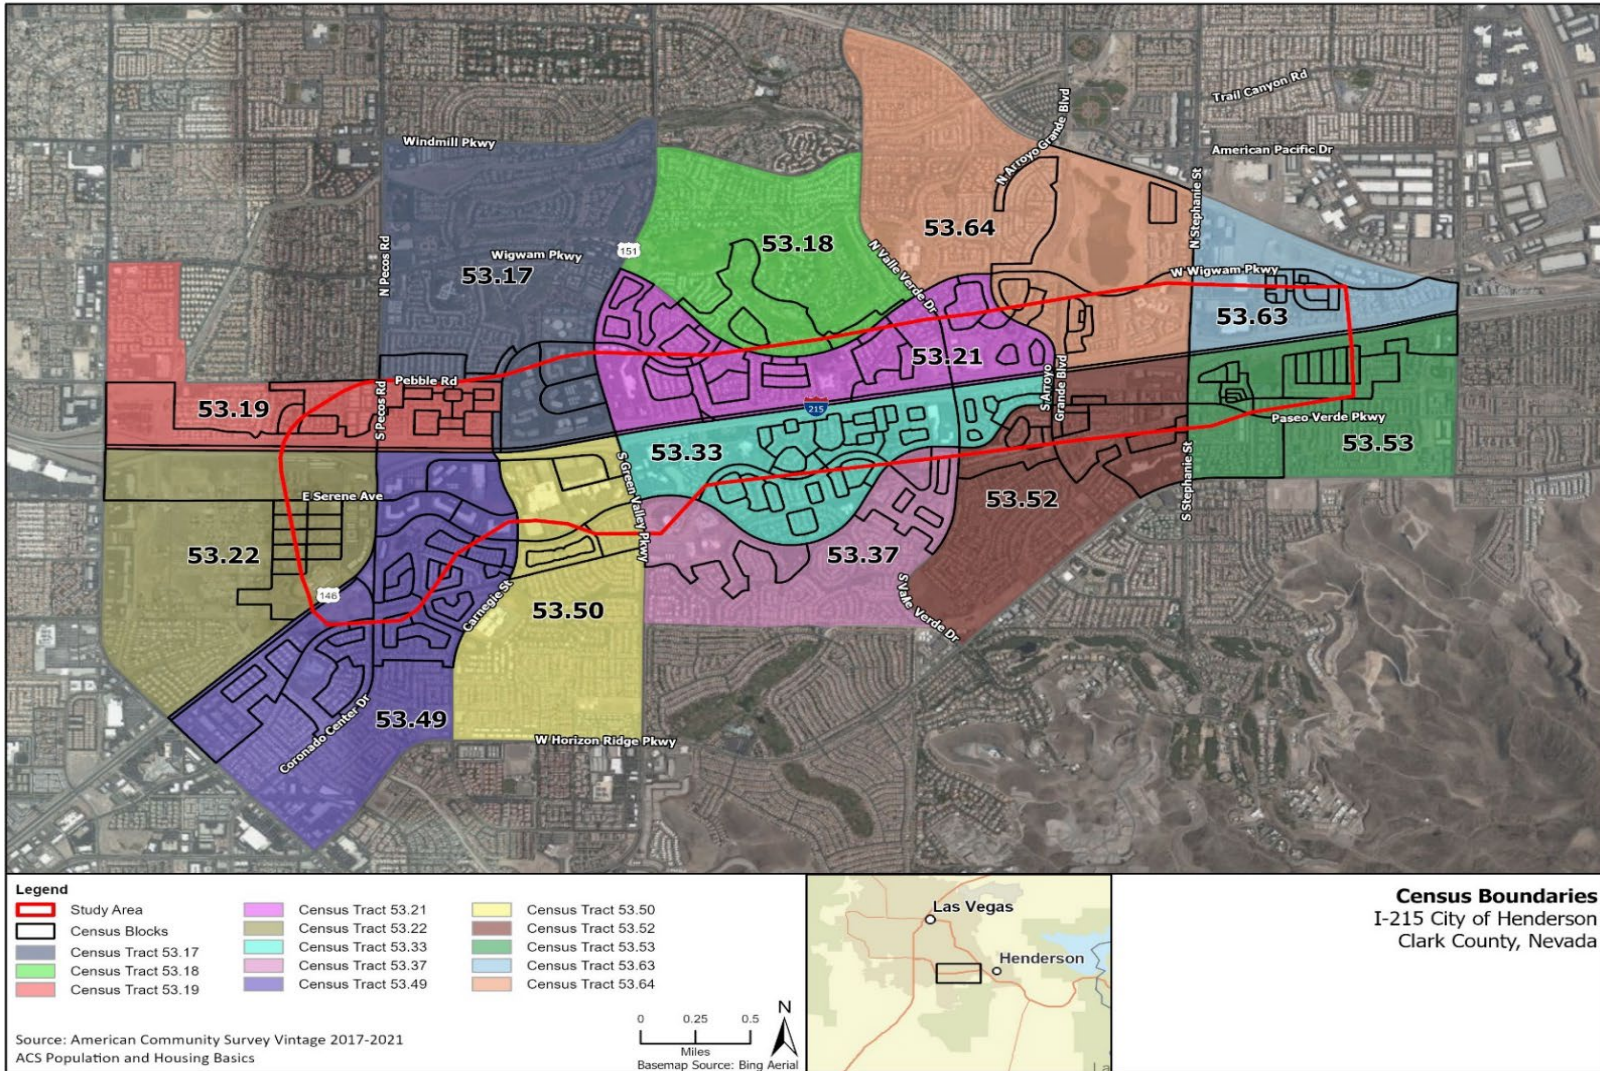 Trail Canyon Rd
Windmill Pkwy
American Pacific Dr
N Arroyo Grande Blvd
N Stephanie St
53.64
53.18
N Pecos Rd
Wigwam Pkwy
151
N Valle Verde Dr
53.17
W Wigwam Pkwy
53.63
53.21
Pebble Rd
S Pecos Rd
53.19
215
S Arroyo
Grande Blvd
Paseo Verde Pkwy
53.53
53.33
S Green Valley Pkwy
S Stephanie St
E Serene Ave
53.52
53.22
53.37
146
Carnegie St
53.50
S Valle Verde Dr
53.49
Coronado Center Dr
W Horizon Ridge Pkwy
Legend
Study Area
Census Blocks
Census Tract 53.17
Census Tract 53.18
Census Tract 53.19
Census Tract 53.21
Census Tract 53.22
Census Tract 53.33
Census Tract 53.37
Census Tract 53.49
Census Tract 53.50
Census Tract 53.52
Census Tract 53.53
Census Tract 53.63
Census Tract 53.64
Source: American Community Survey Vintage 2017-2021
ACS Population and Housing Basics
0 0.25 0.5
Miles
N
Basemap Source: Bing Aerial
Las Vegas
Henderson
La
Census Boundaries
I-215 City of Henderson
Clark County, Nevada